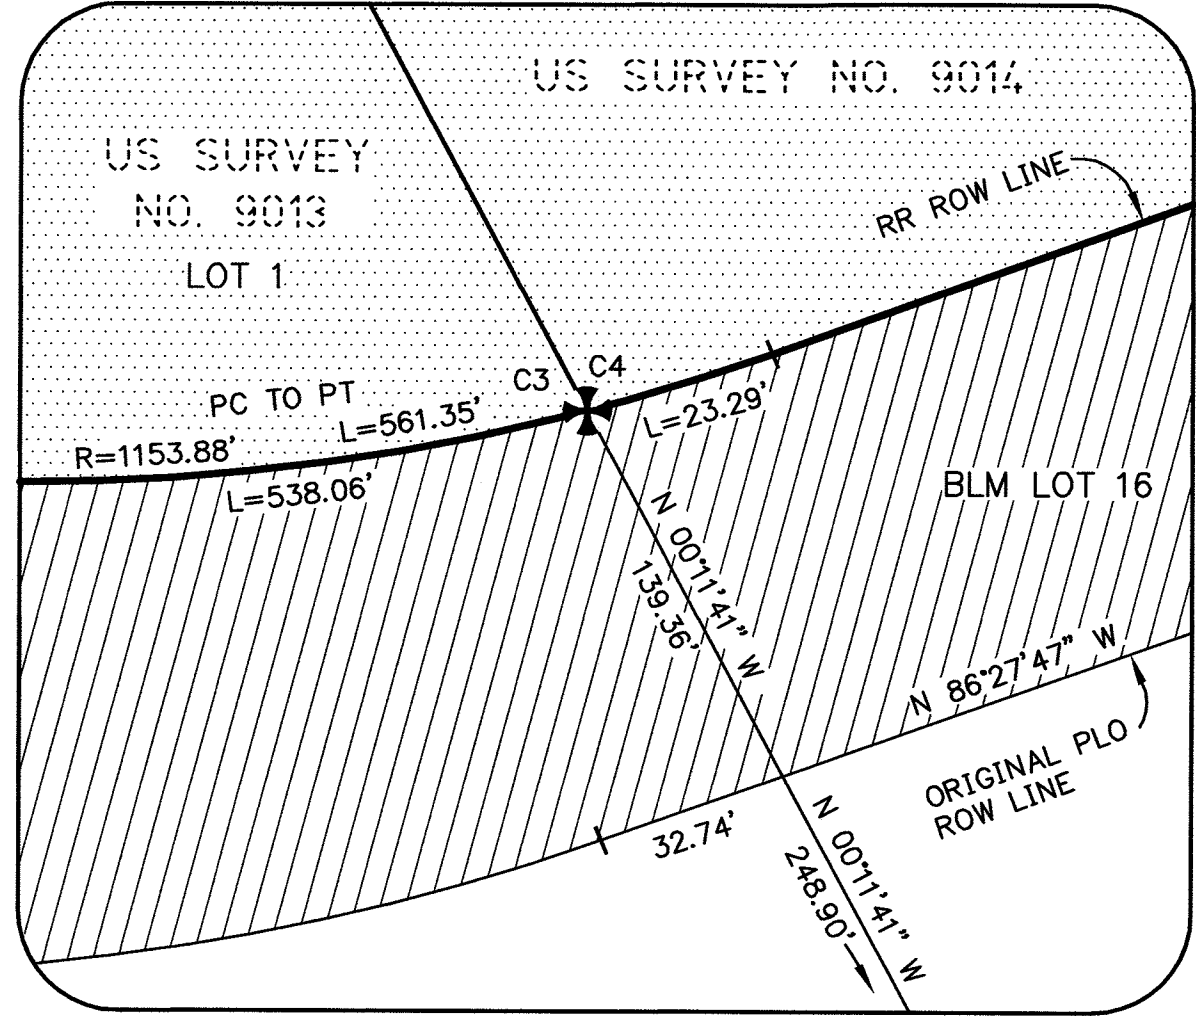 US SURVEY NO. 9014
US SURVEY
NO. 9013
LOT 1
RR ROW LINE
C3
C4
PC TO PT
L=561.35'
R=1153.88'
L=538.06'
L=23.29'
BLM LOT 16
N 00°11'41" W
139.36'
N 86°27'47" W
ORIGINAL PLO
ROW LINE
32.74'
N 00°11'41" W
248.90'